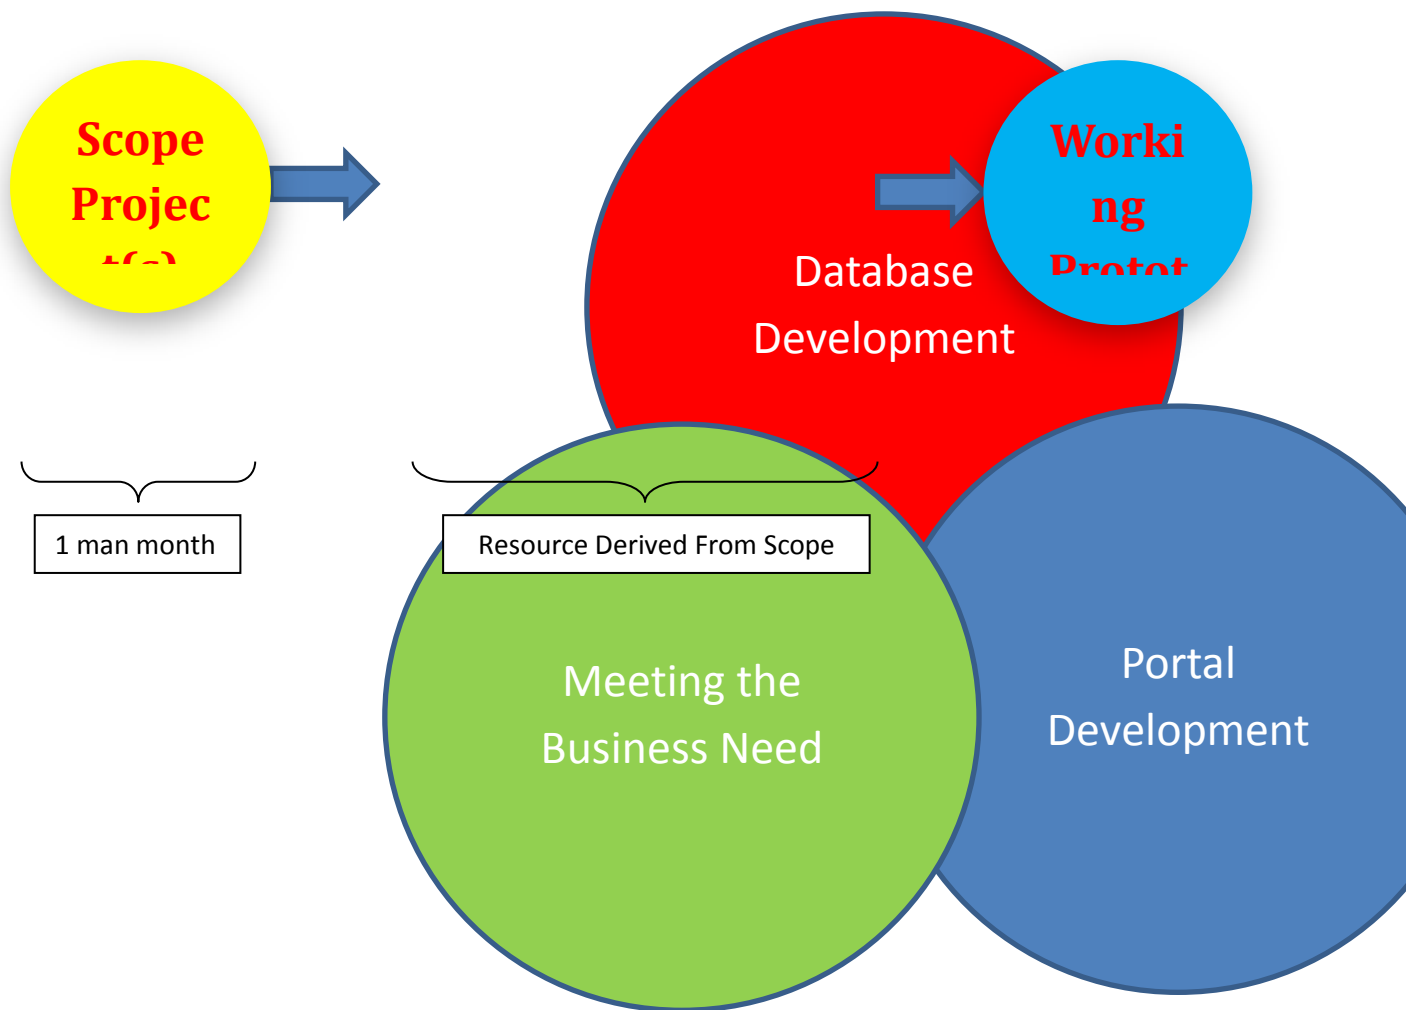 Scope
Projec
t(s)
Worki
ng
Protot
Database
Development
1 man month
Resource Derived From Scope
Meeting the
Business Need
Portal
Development